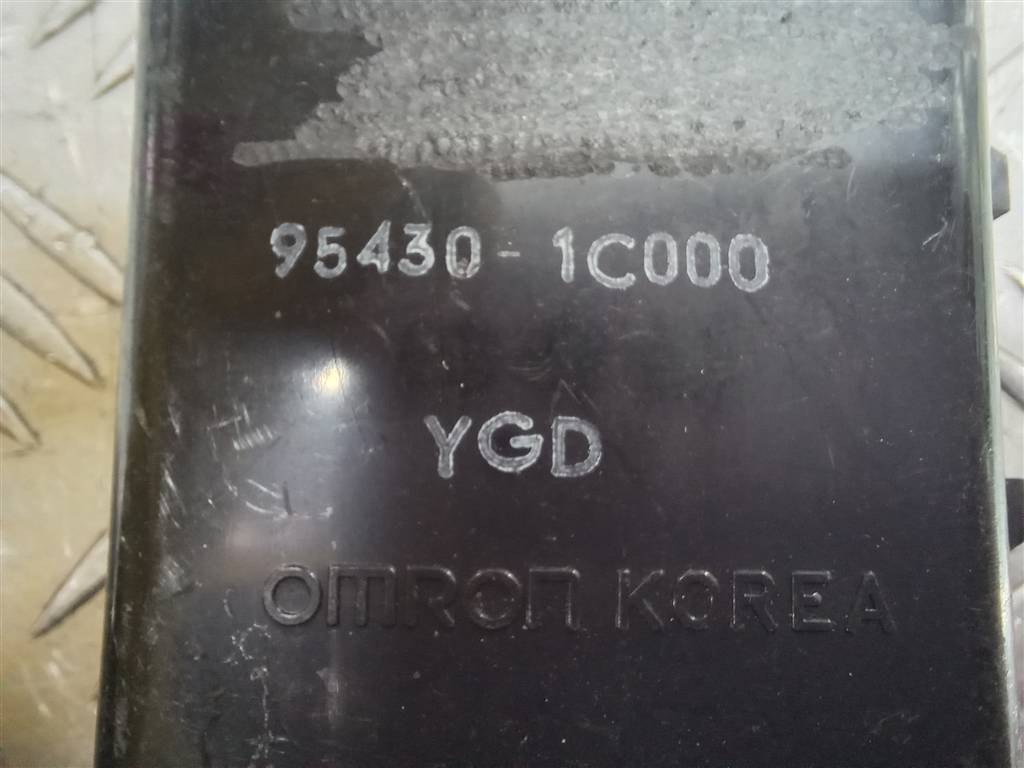 95430-1C000
YGD
OMRON KOREA